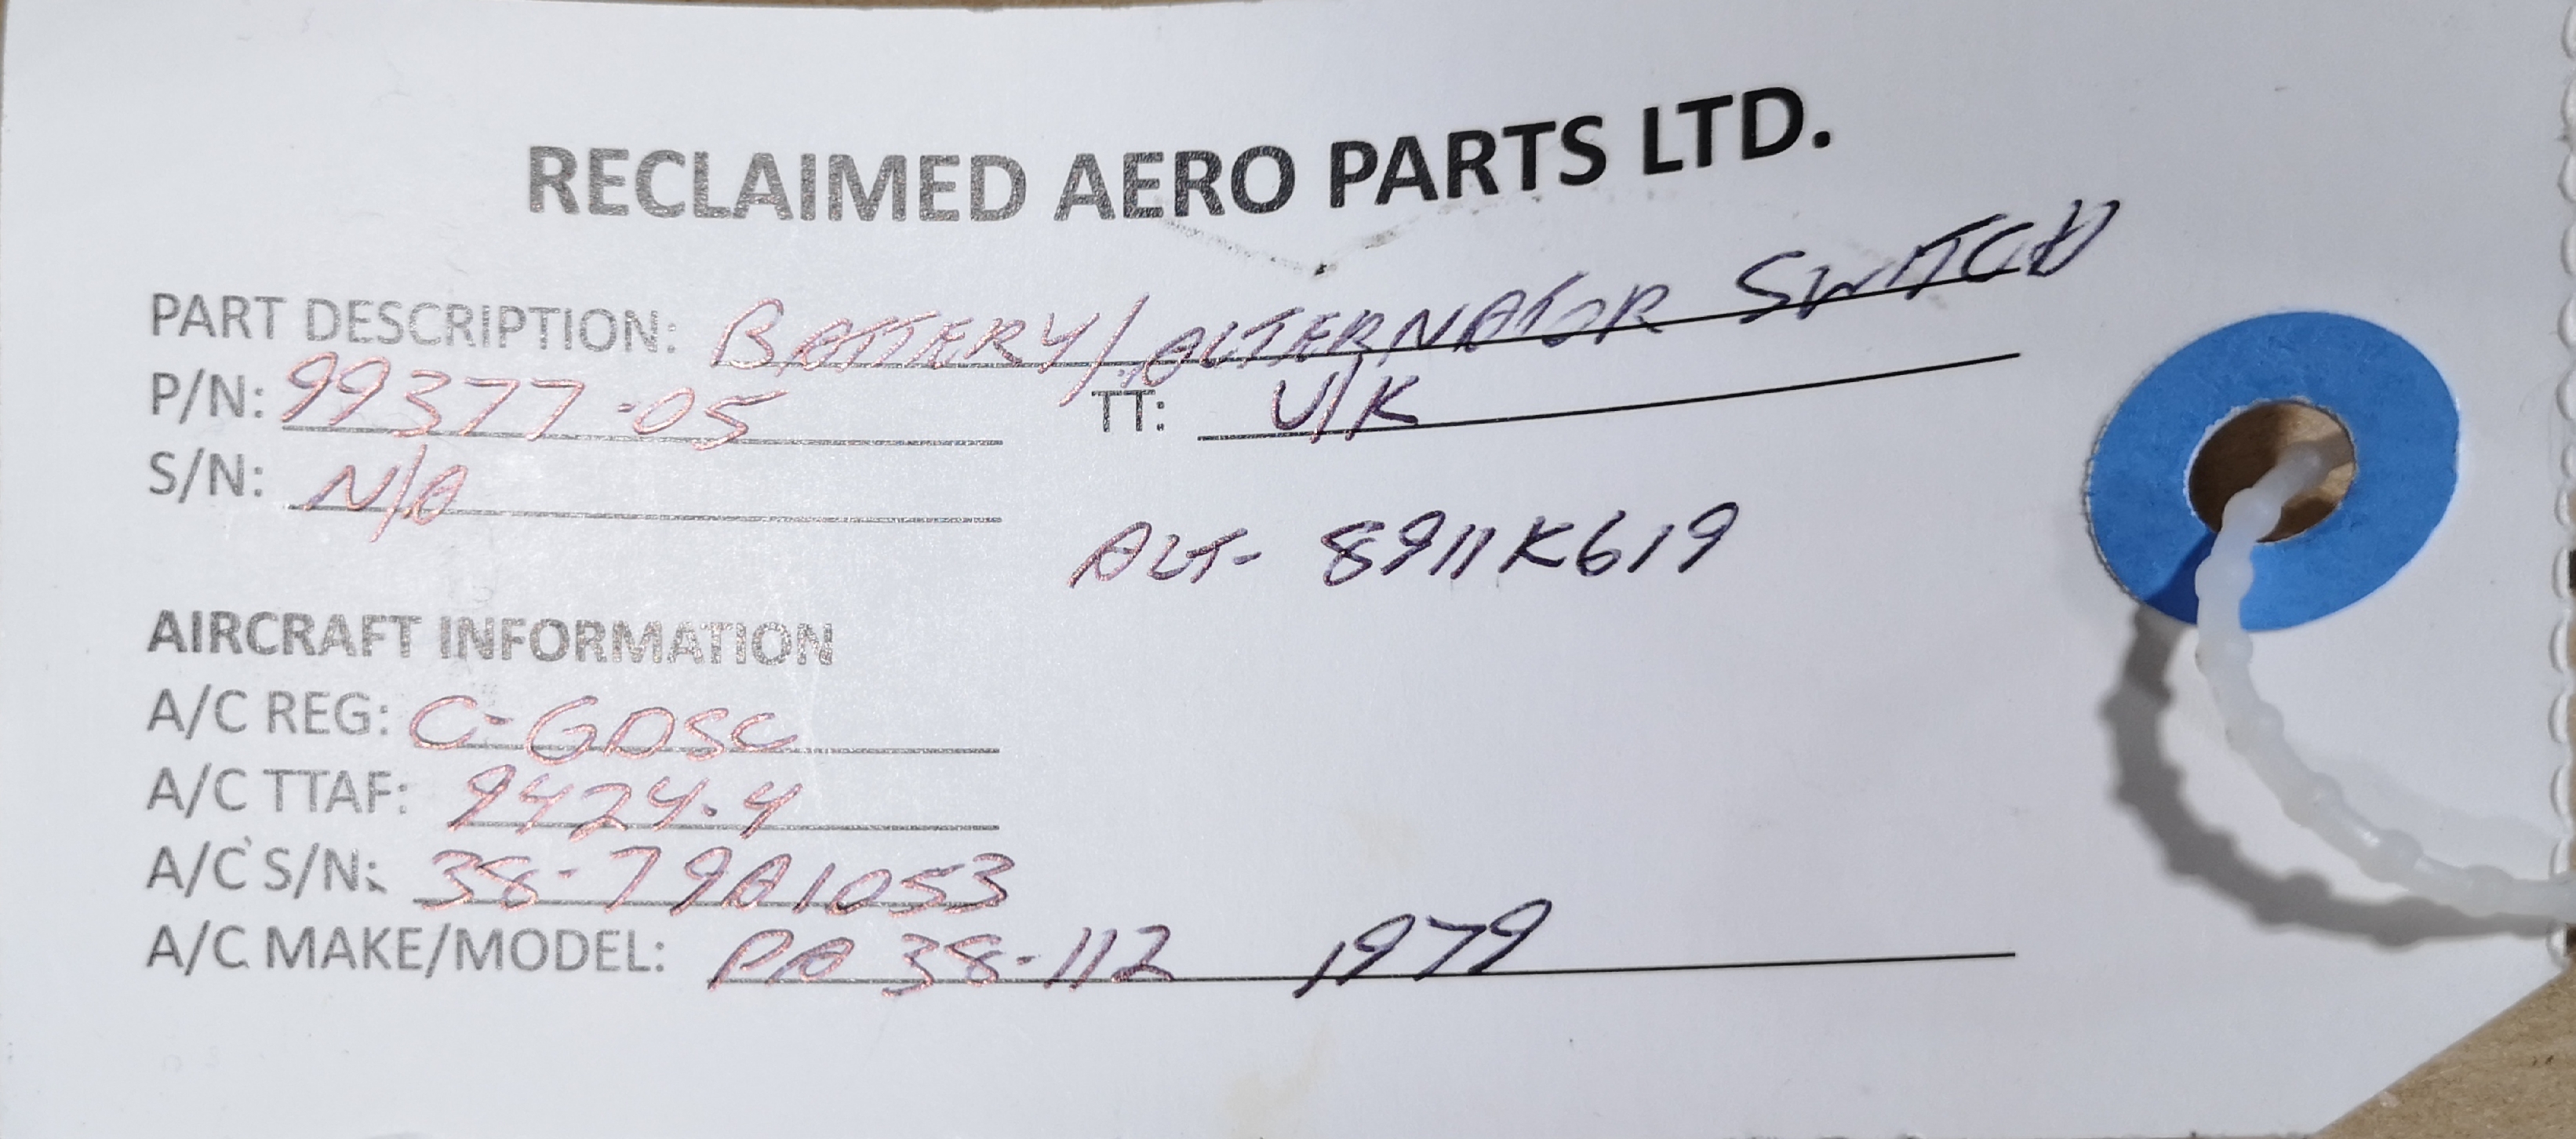 RECLAIMED AERO PARTS LTD.
PART DESCRIPTION: BATTERY/ALTERNATOR SWITCH
P/N: 99377-05 TT: U/K
S/N: N/A
ALT- 8911K619
AIRCRAFT INFORMATION
A/C REG: C-GDSC
A/C TTAF: 9424.4
A/C S/N: 38-79A1053
A/C MAKE/MODEL: PA 38-112 1979